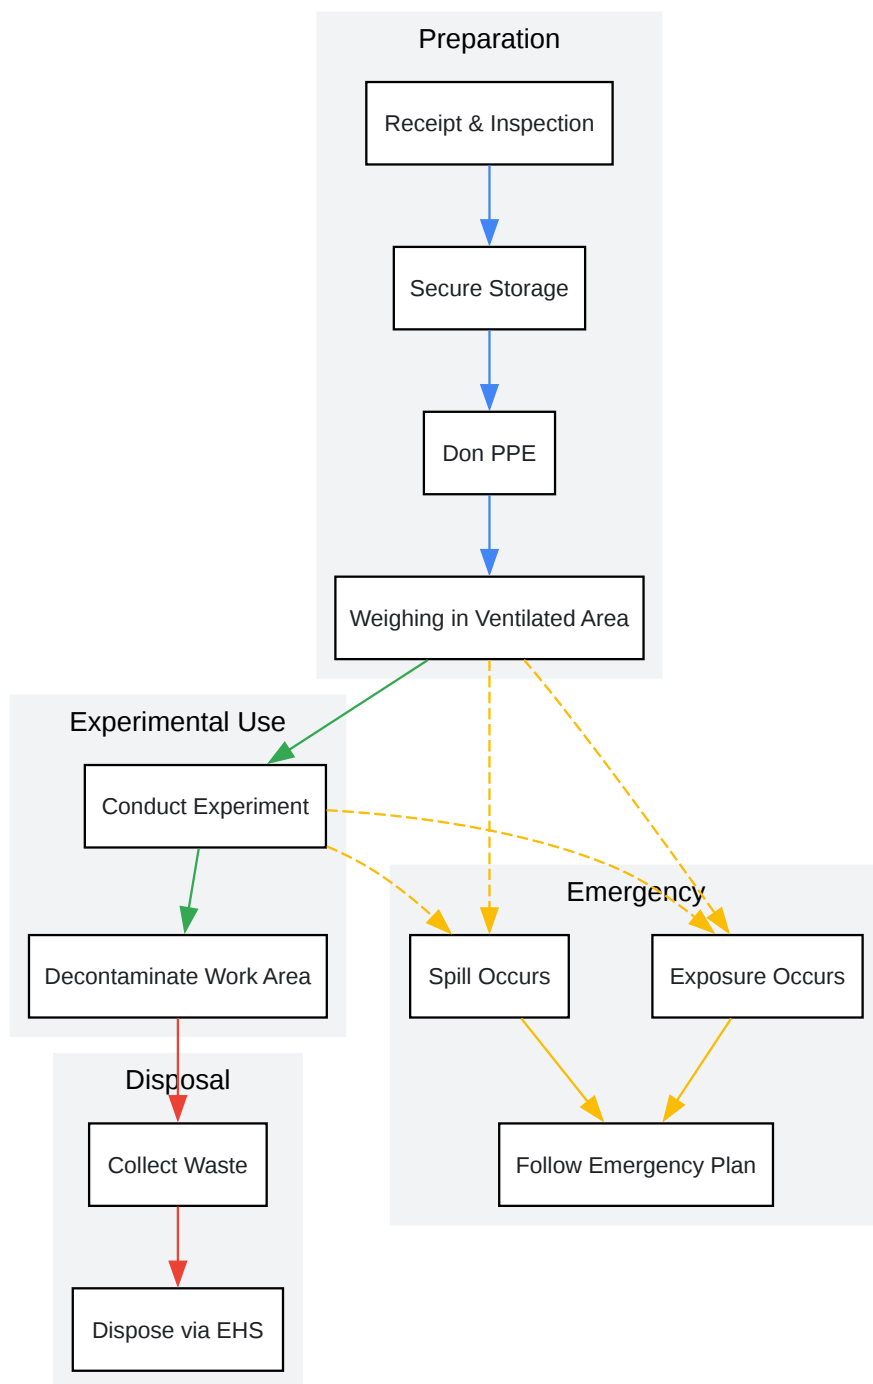 Preparation
Receipt & Inspection
Secure Storage
Don PPE
Weighing in Ventilated Area
Experimental Use
Conduct Experiment
Decontaminate Work Area
Emergency
Spill Occurs
Exposure Occurs
Follow Emergency Plan
Disposal
Collect Waste
Dispose via EHS